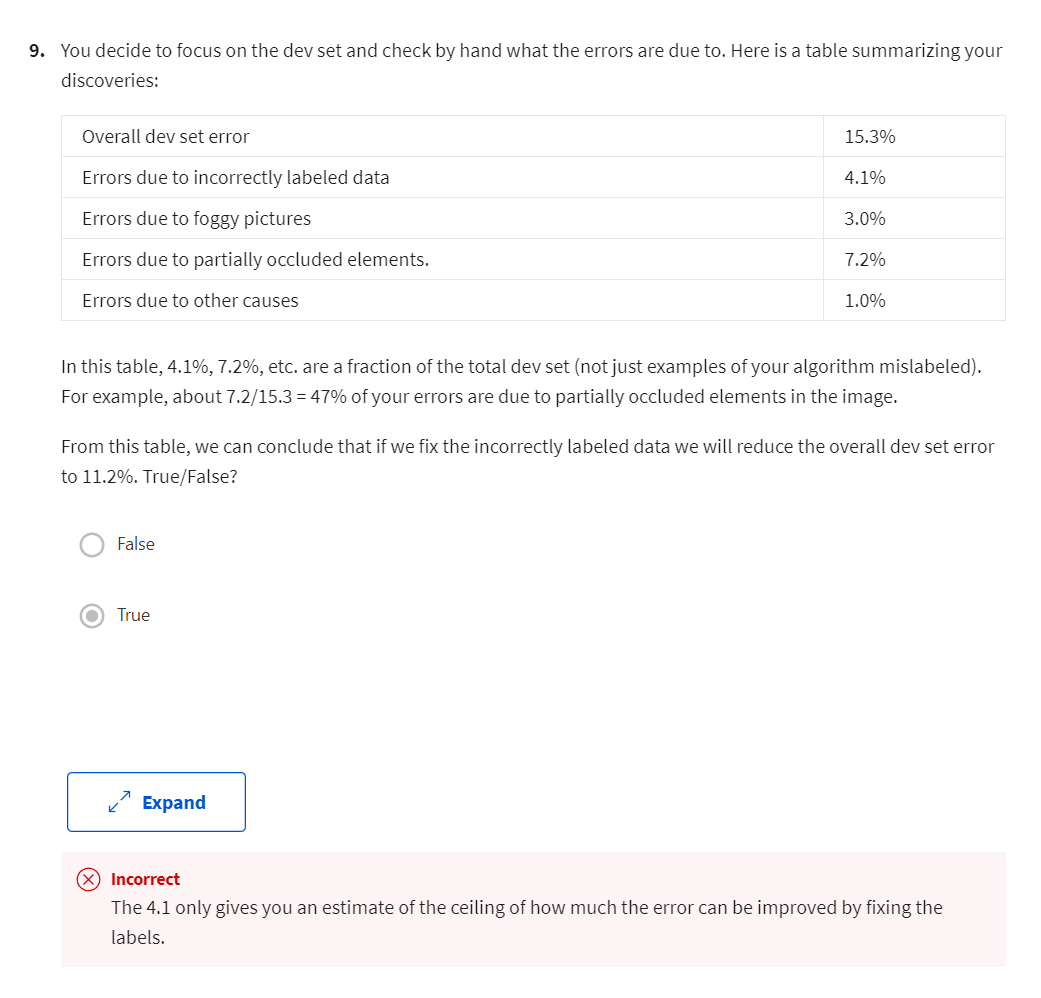 9. You decide to focus on the dev set and check by hand what the errors are due to. Here is a table summarizing your
discoveries:
Overall dev set error 15.3%
Errors due to incorrectly labeled data 4.1%
Errors due to foggy pictures 3.0%
Errors due to partially occluded elements. 7.2%
Errors due to other causes 1.0%
In this table, 4.1%, 7.2%, etc. are a fraction of the total dev set (not just examples of your algorithm mislabeled).
For example, about 7.2/15.3 = 47% of your errors are due to partially occluded elements in the image.
From this table, we can conclude that if we fix the incorrectly labeled data we will reduce the overall dev set error
to 11.2%. True/False?
False
True
Expand
Incorrect
The 4.1 only gives you an estimate of the ceiling of how much the error can be improved by fixing the
labels.